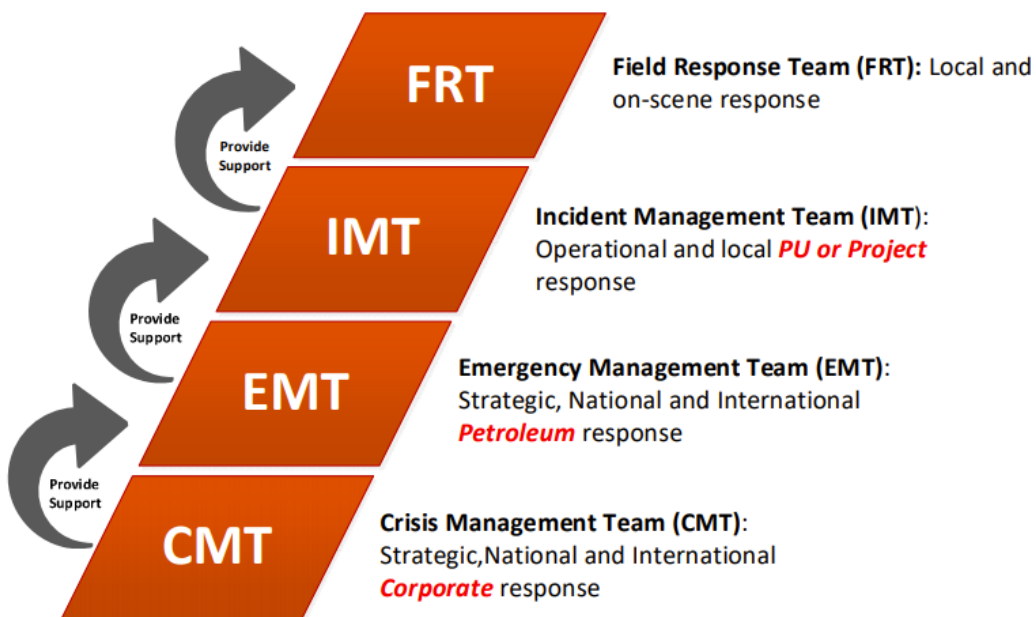 FRT
Field Response Team (FRT): Local and
on-scene response
Provide
Support
IMT
Incident Management Team (IMT):
Operational and local PU or Project
response
Provide
Support
EMT
Emergency Management Team (EMT):
Strategic, National and International
Petroleum response
Provide
Support
CMT
Crisis Management Team (CMT):
Strategic,National and International
Corporate response